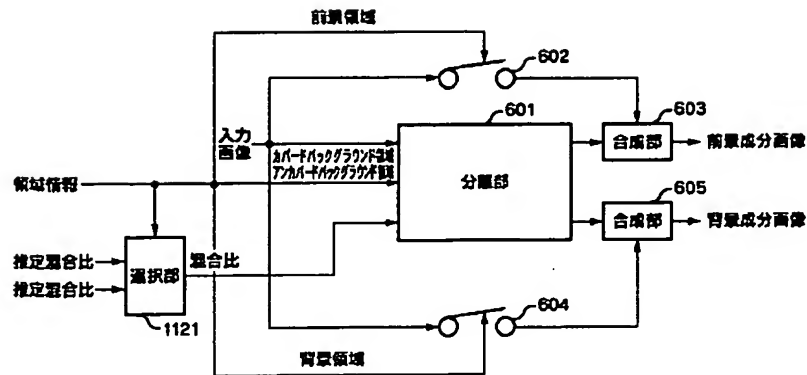 前景領域
602
601
603
入力
画像
カバードバックグラウンド領域
アンカバードバックグラウンド領域
合成部
前景成分画像
領域情報
分離部
605
合成部
背景成分画像
推定混合比
推定混合比
選択部
混合比
1121
604
背景領域